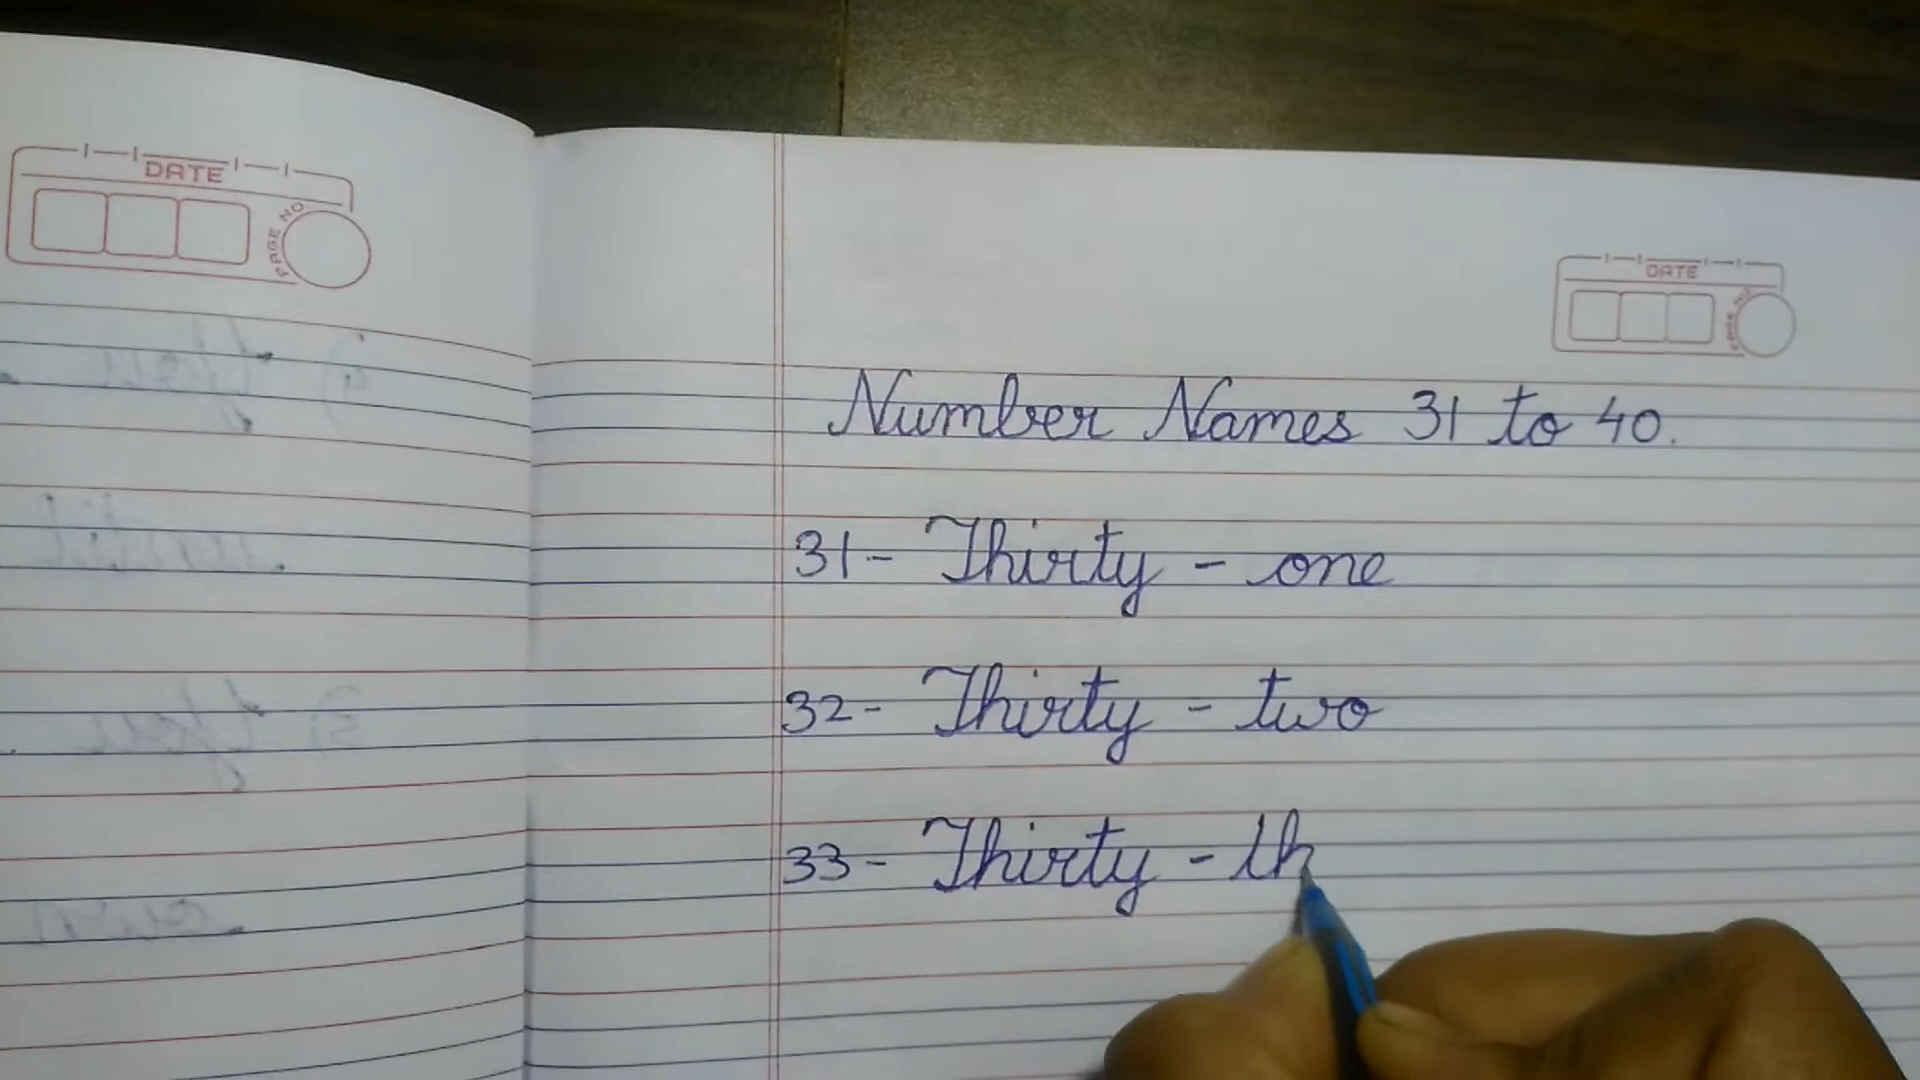 DATE
PAGE NO.
DATE
PAGE NO.
Number Names 31 to 40.
31 - Thirty - one
32 - Thirty - two
33 - Thirty - th